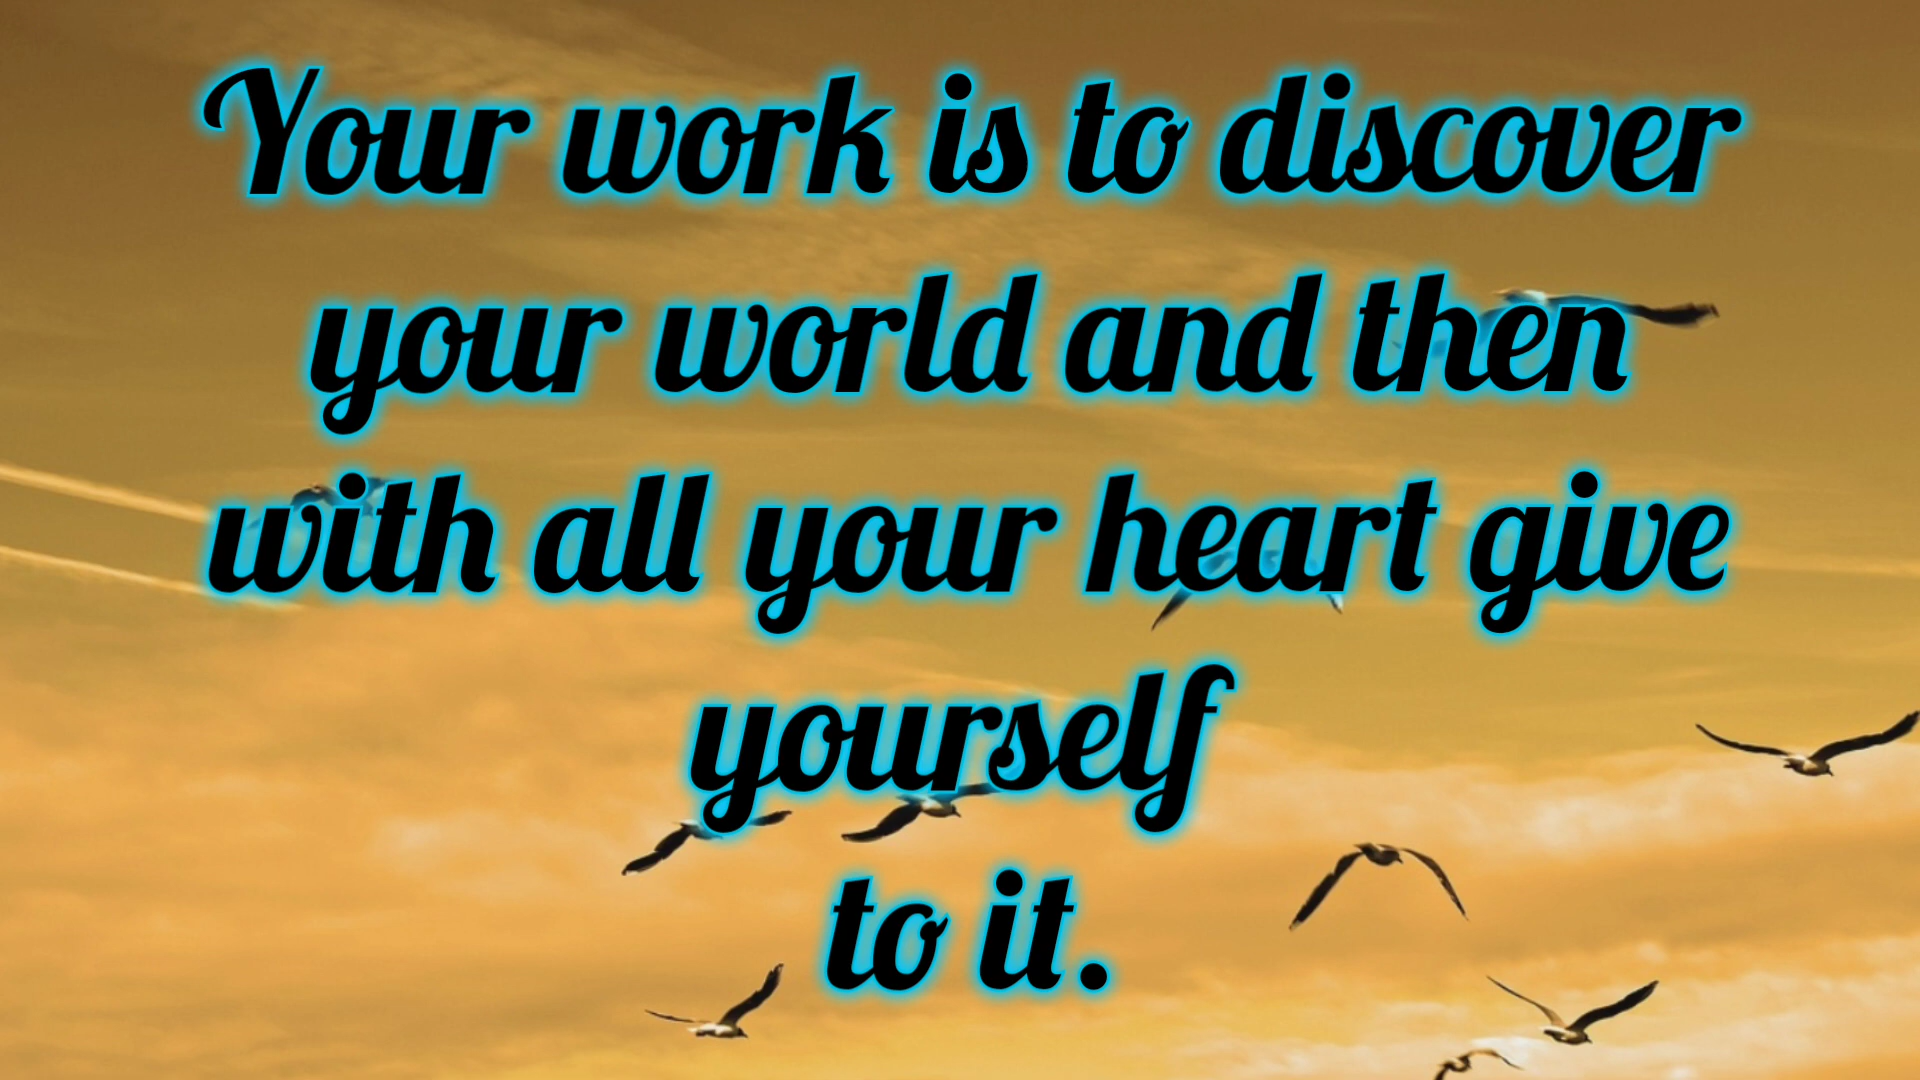 Your work is to discover
your world and then
with all your heart give
yourself
to it.